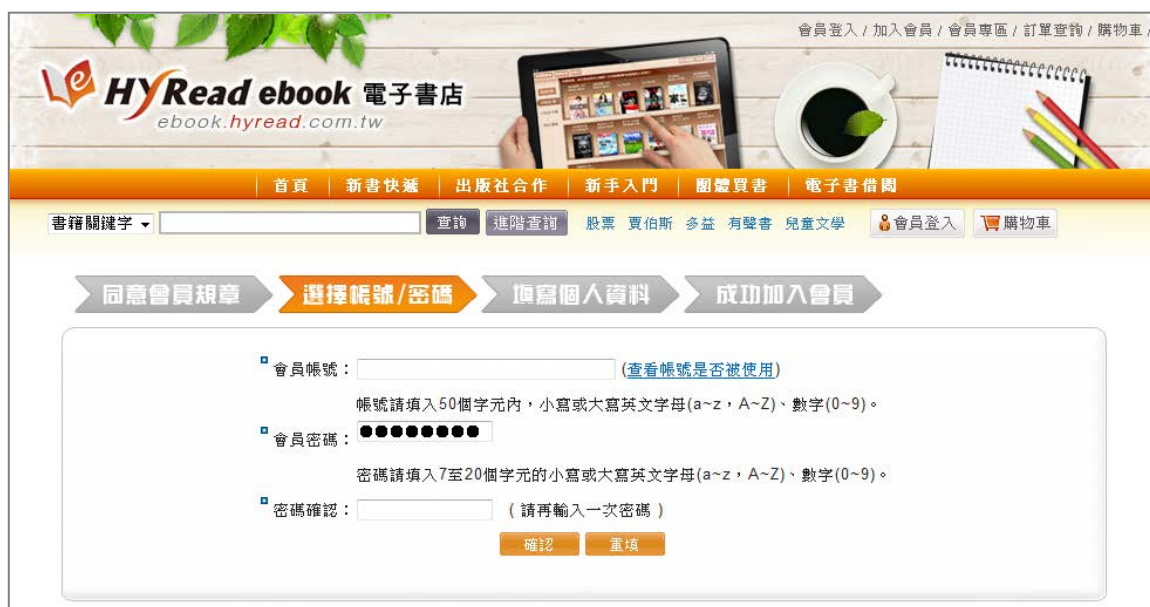 會員登入 / 加入會員 / 會員專區 / 訂單查詢 / 購物車 /
e HyRead ebook 電子書店
ebook.hyread.com.tw
首頁 | 新書快遞 | 出版社合作 | 新手入門 | 團體買書 | 電子書借閱
書籍關鍵字 查詢 進階查詢 股票 賈伯斯 多益 有聲書 兒童文學 會員登入 購物車
同意會員規章 選擇帳號/密碼 填寫個人資料 成功加入會員
會員帳號： (查看帳號是否被使用)
帳號請填入50個字元內，小寫或大寫英文字母(a~z，A~Z)、數字(0~9)。
會員密碼： ●●●●●●●●
密碼請填入7至20個字元的小寫或大寫英文字母(a~z，A~Z)、數字(0~9)。
密碼確認： ( 請再輸入一次密碼 )
確認 重填